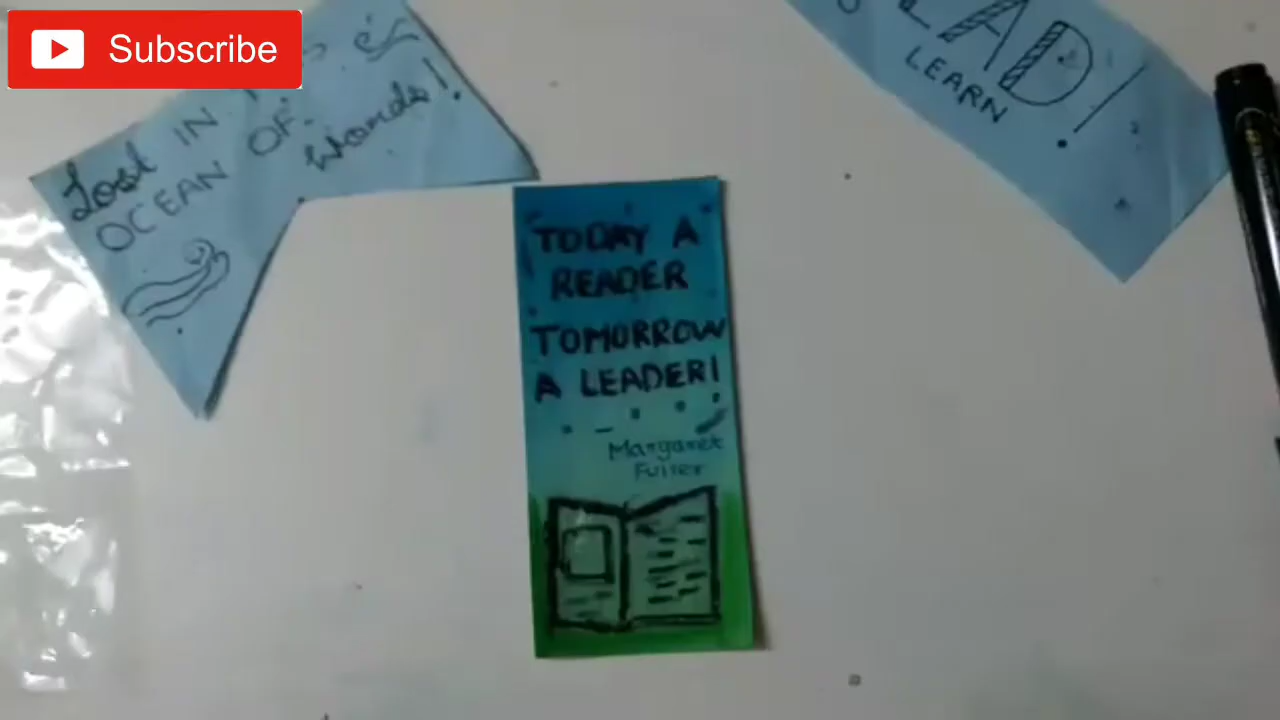 Subscribe
Lost IN
OCEAN OF
Words!
LEARN
TODAY A
READER
TOMORROW
A LEADER!
Margaret
Fuller